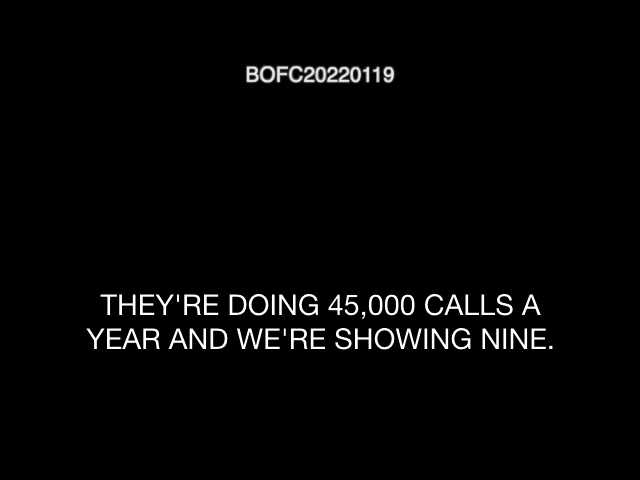 BOFC20220119
THEY'RE DOING 45,000 CALLS A
YEAR AND WE'RE SHOWING NINE.